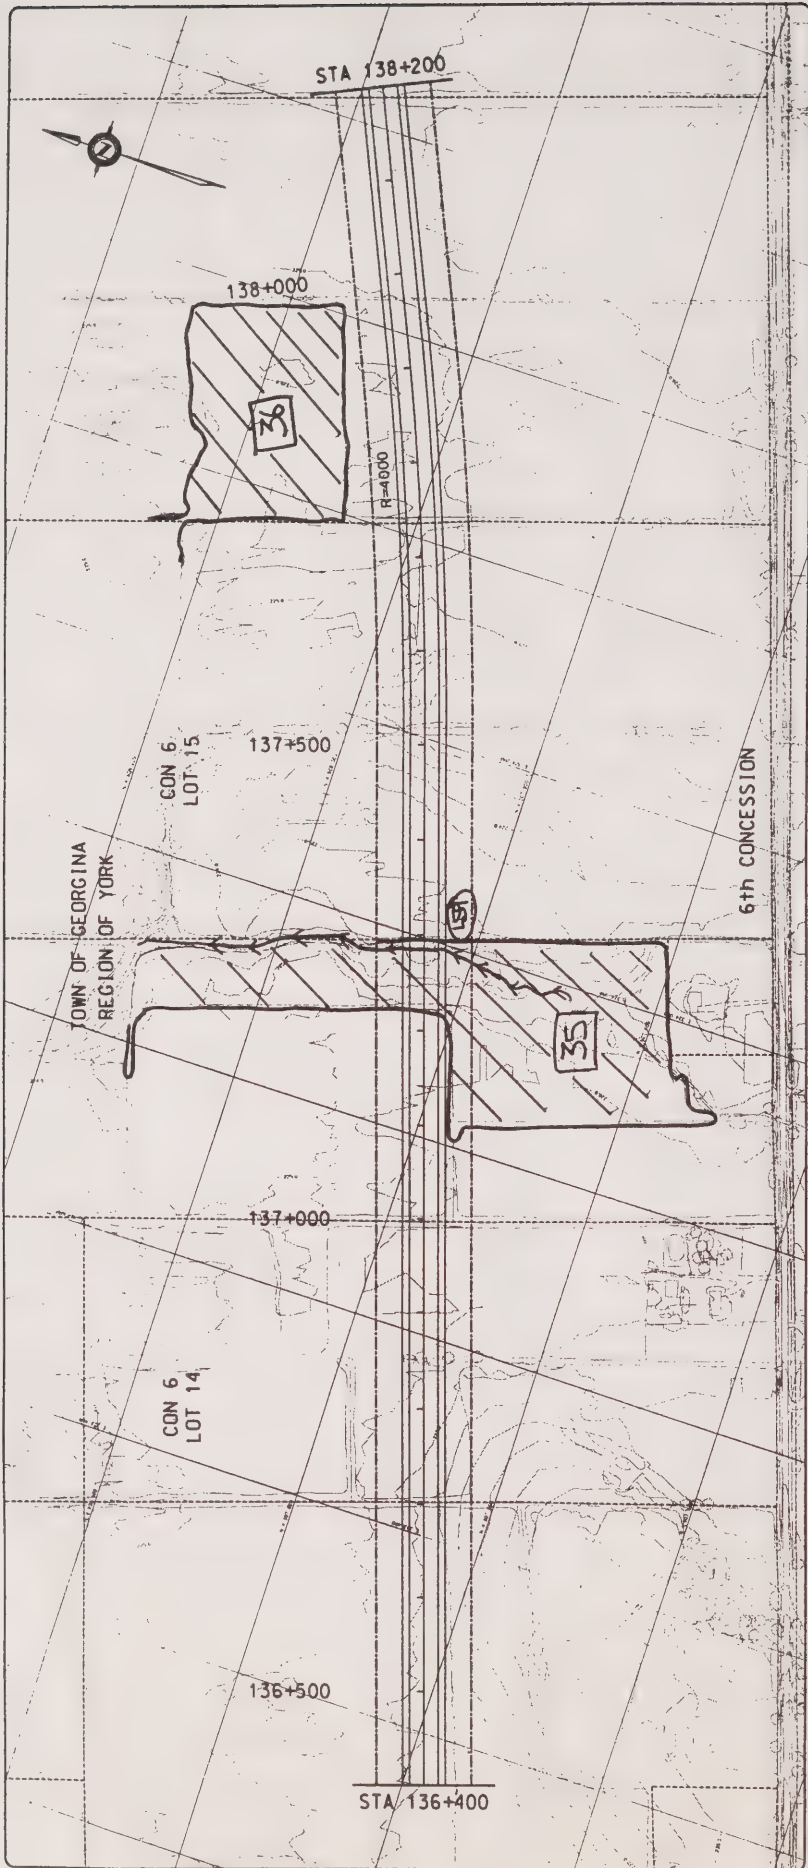 STA 138+200
N
138+000
36
R=4000
137+500
CON 6
LOT 15
TOWN OF GEORGINA
REGION OF YORK
6th CONCESSION
35
137+000
CON 6
LOT 14
136+500
STA 136+400